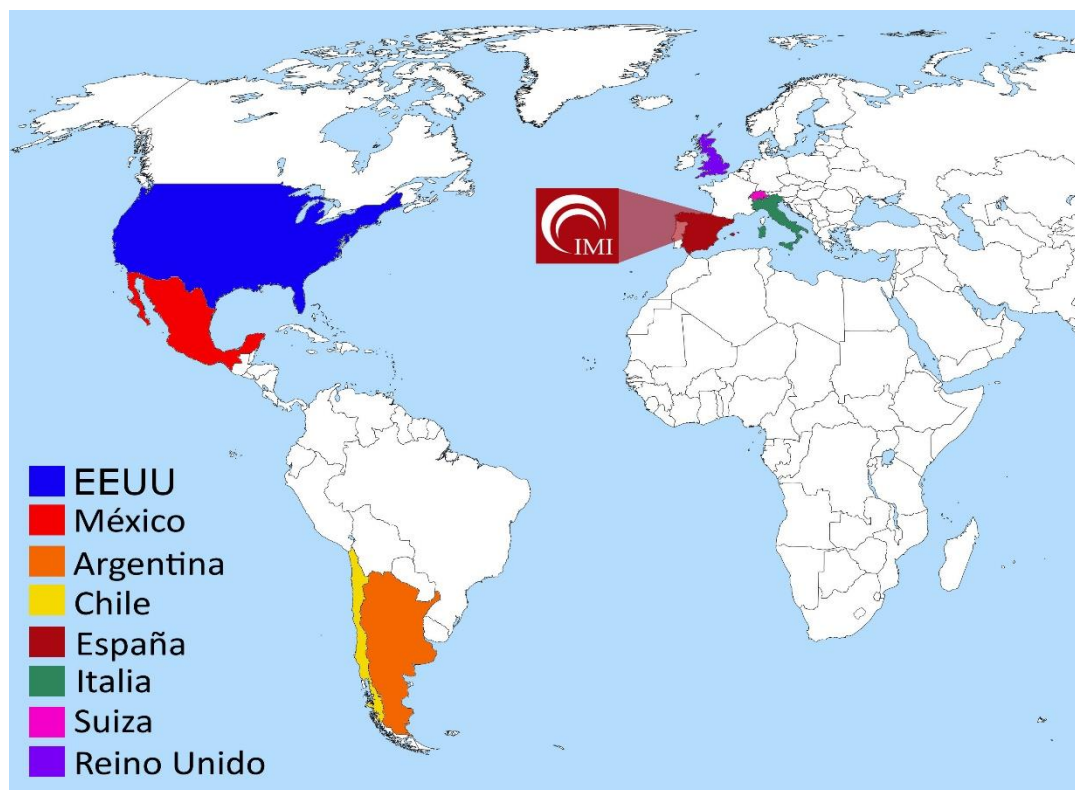 IMI
EEUU
México
Argentina
Chile
España
Italia
Suiza
Reino Unido